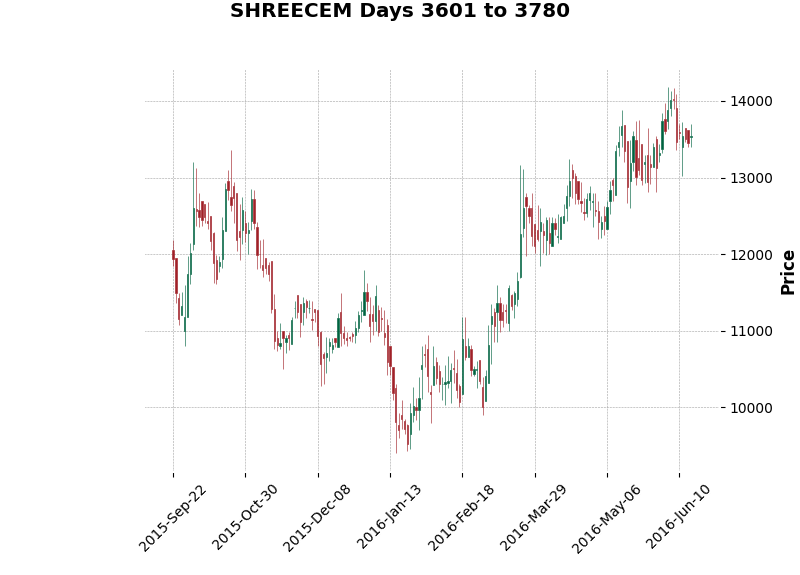 SHREECEM Days 3601 to 3780
14000
13000
12000
11000
10000
Price
2015-Sep-22
2015-Oct-30
2015-Dec-08
2016-Jan-13
2016-Feb-18
2016-Mar-29
2016-May-06
2016-Jun-10